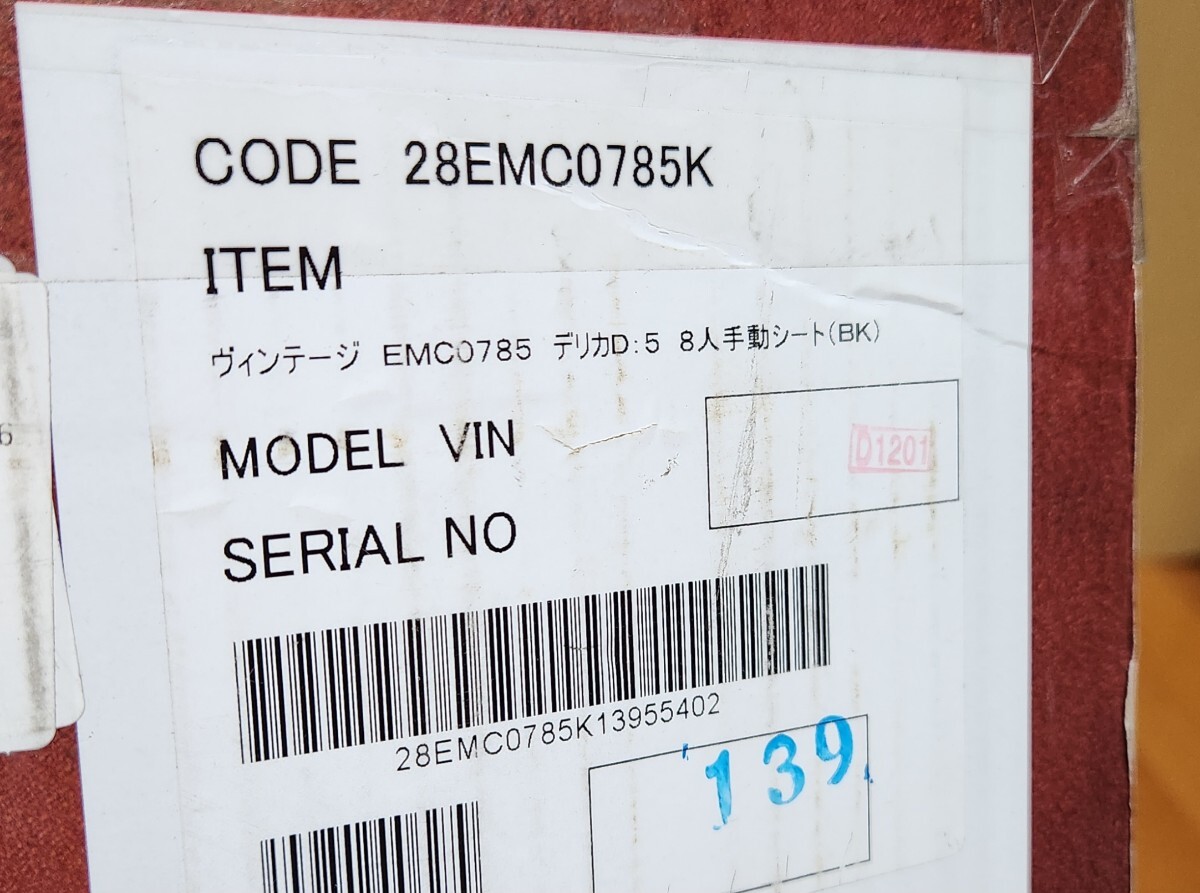 CODE 28EMC0785K
ITEM
ヴィンテージ EMC0785 デリカD:5 8人手動シート(BK)
MODEL VIN
D1201
SERIAL NO
28EMC0785K13955402
139
6